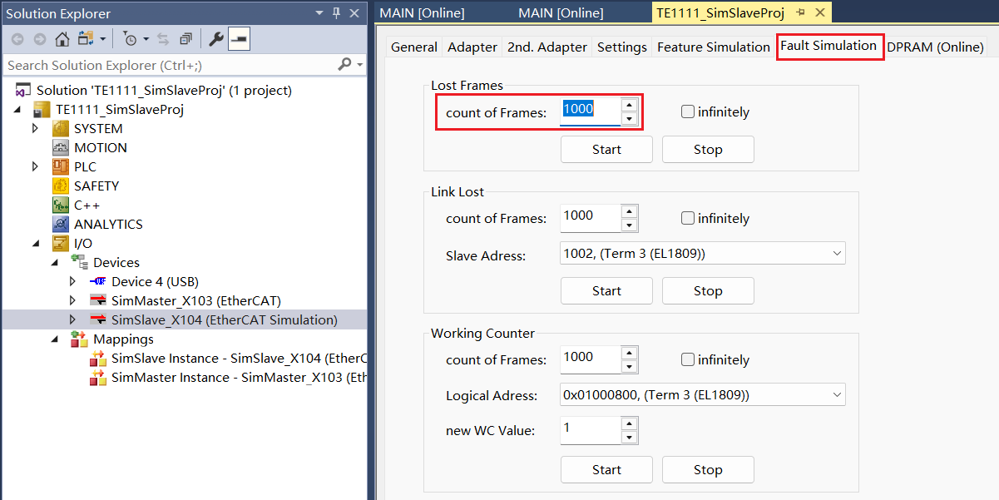 Solution Explorer
Search Solution Explorer (Ctrl+;)
Solution 'TE1111_SimSlaveProj' (1 project)
TE1111_SimSlaveProj
SYSTEM
MOTION
PLC
SAFETY
C++
ANALYTICS
I/O
Devices
Device 4 (USB)
SimMaster_X103 (EtherCAT)
SimSlave_X104 (EtherCAT Simulation)
Mappings
SimSlave Instance - SimSlave_X104 (EtherC
SimMaster Instance - SimMaster_X103 (Eth
MAIN [Online] MAIN [Online] TE1111_SimSlaveProj
General Adapter 2nd. Adapter Settings Feature Simulation Fault Simulation DPRAM (Online)
Lost Frames
count of Frames: 1000 infinitely
Start Stop
Link Lost
count of Frames: 1000 infinitely
Slave Adress: 1002, (Term 3 (EL1809))
Start Stop
Working Counter
count of Frames: 1000 infinitely
Logical Adress: 0x01000800, (Term 3 (EL1809))
new WC Value: 1
Start Stop